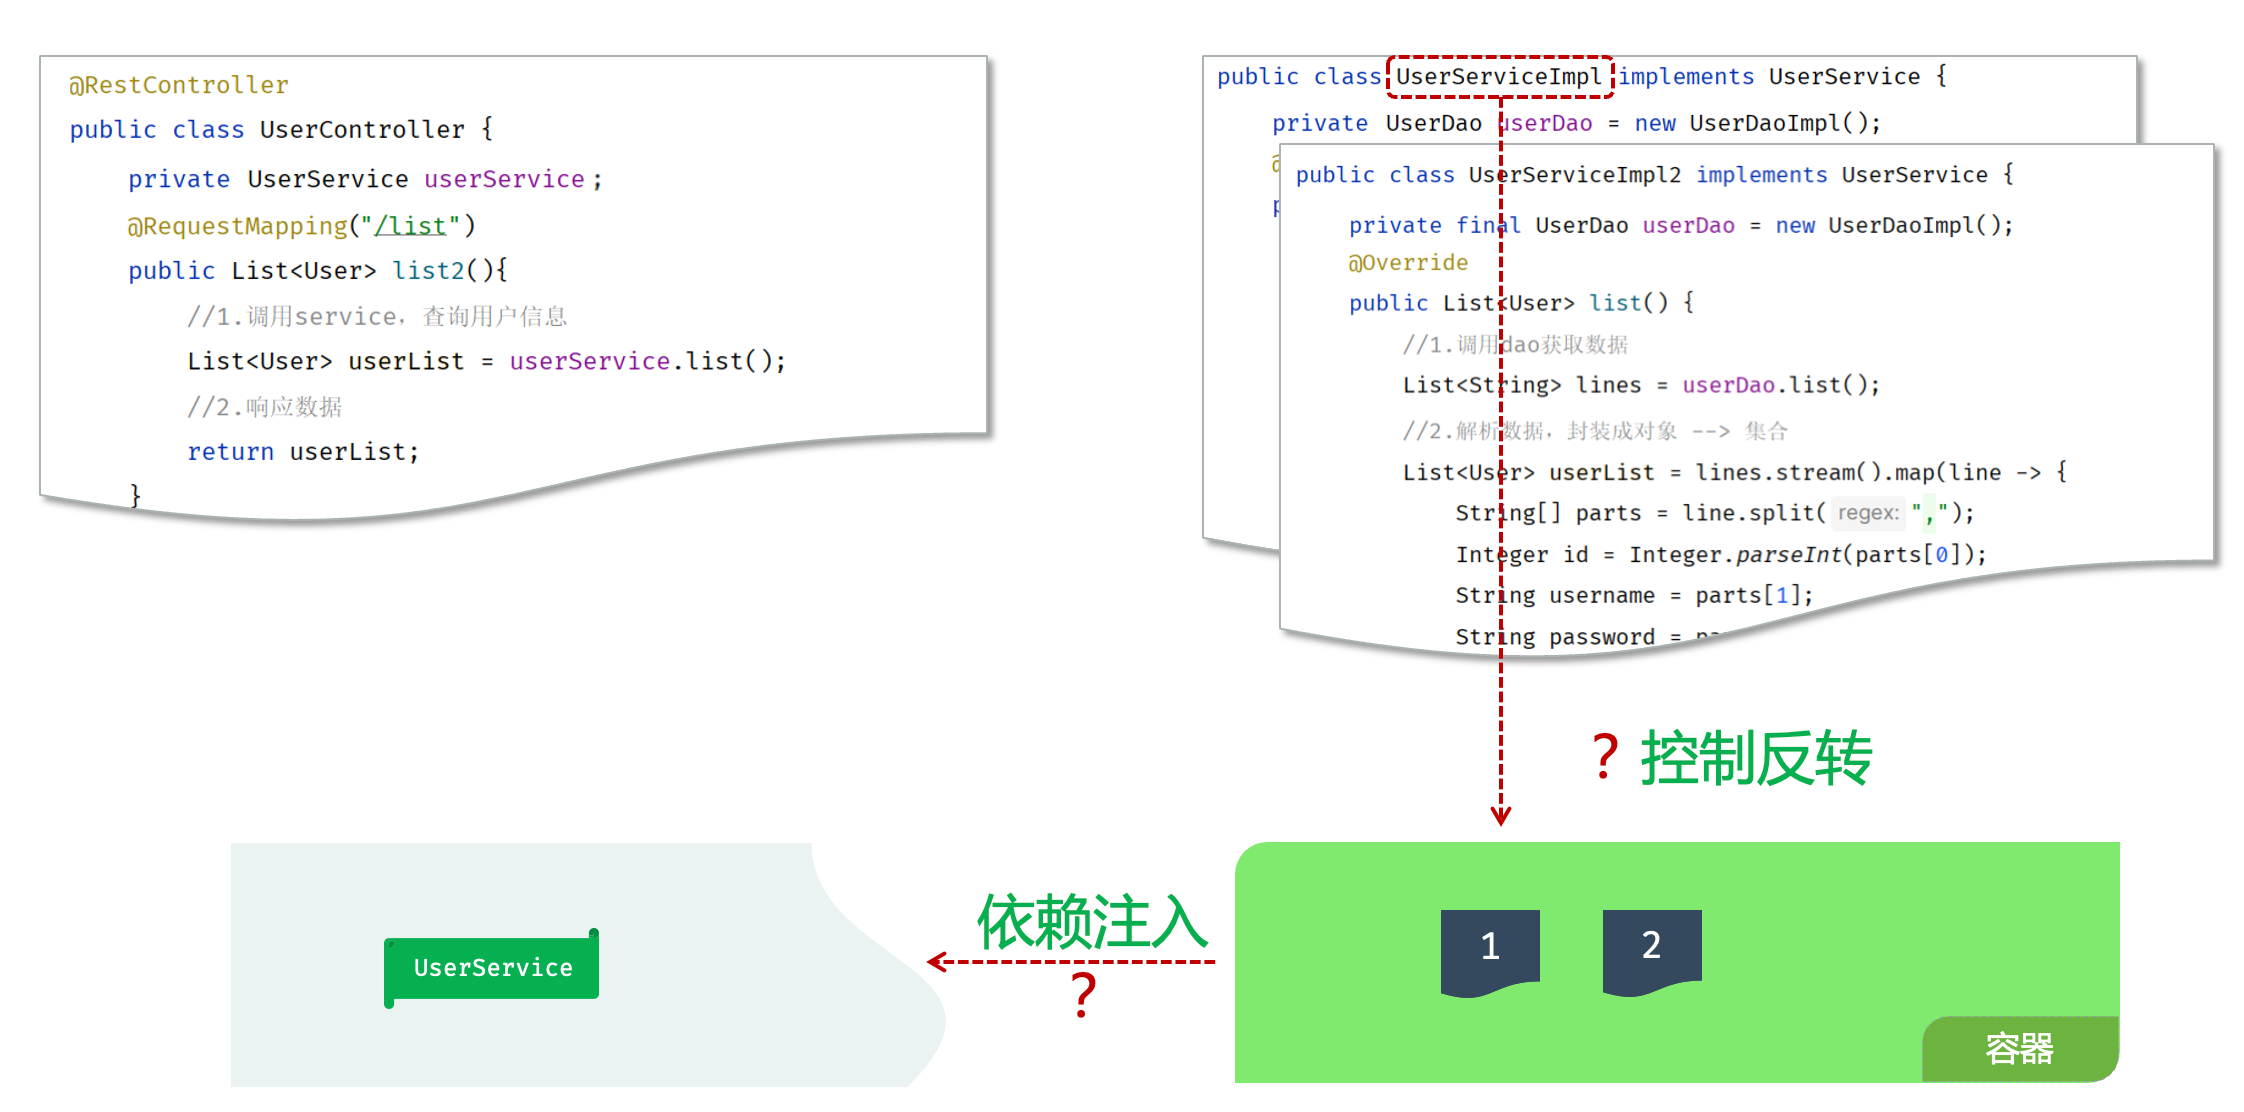 @RestController
public class UserController {
private UserService userService ;
@RequestMapping("/list")
public List<User> list2(){
//1.调用service，查询用户信息
List<User> userList = userService.list();
//2.响应数据
return userList;
}
public class UserServiceImpl implements UserService {
private UserDao userDao = new UserDaoImpl();
public class UserServiceImpl2 implements UserService {
private final UserDao userDao = new UserDaoImpl();
@Override
public List<User> list() {
//1.调用dao获取数据
List<String> lines = userDao.list();
//2.解析数据，封装成对象 --> 集合
List<User> userList = lines.stream().map(line -> {
String[] parts = line.split( regex: ",");
Integer id = Integer.parseInt(parts[0]);
String username = parts[1];
String password =
？控制反转
依赖注入
？
UserService
1
2
容器